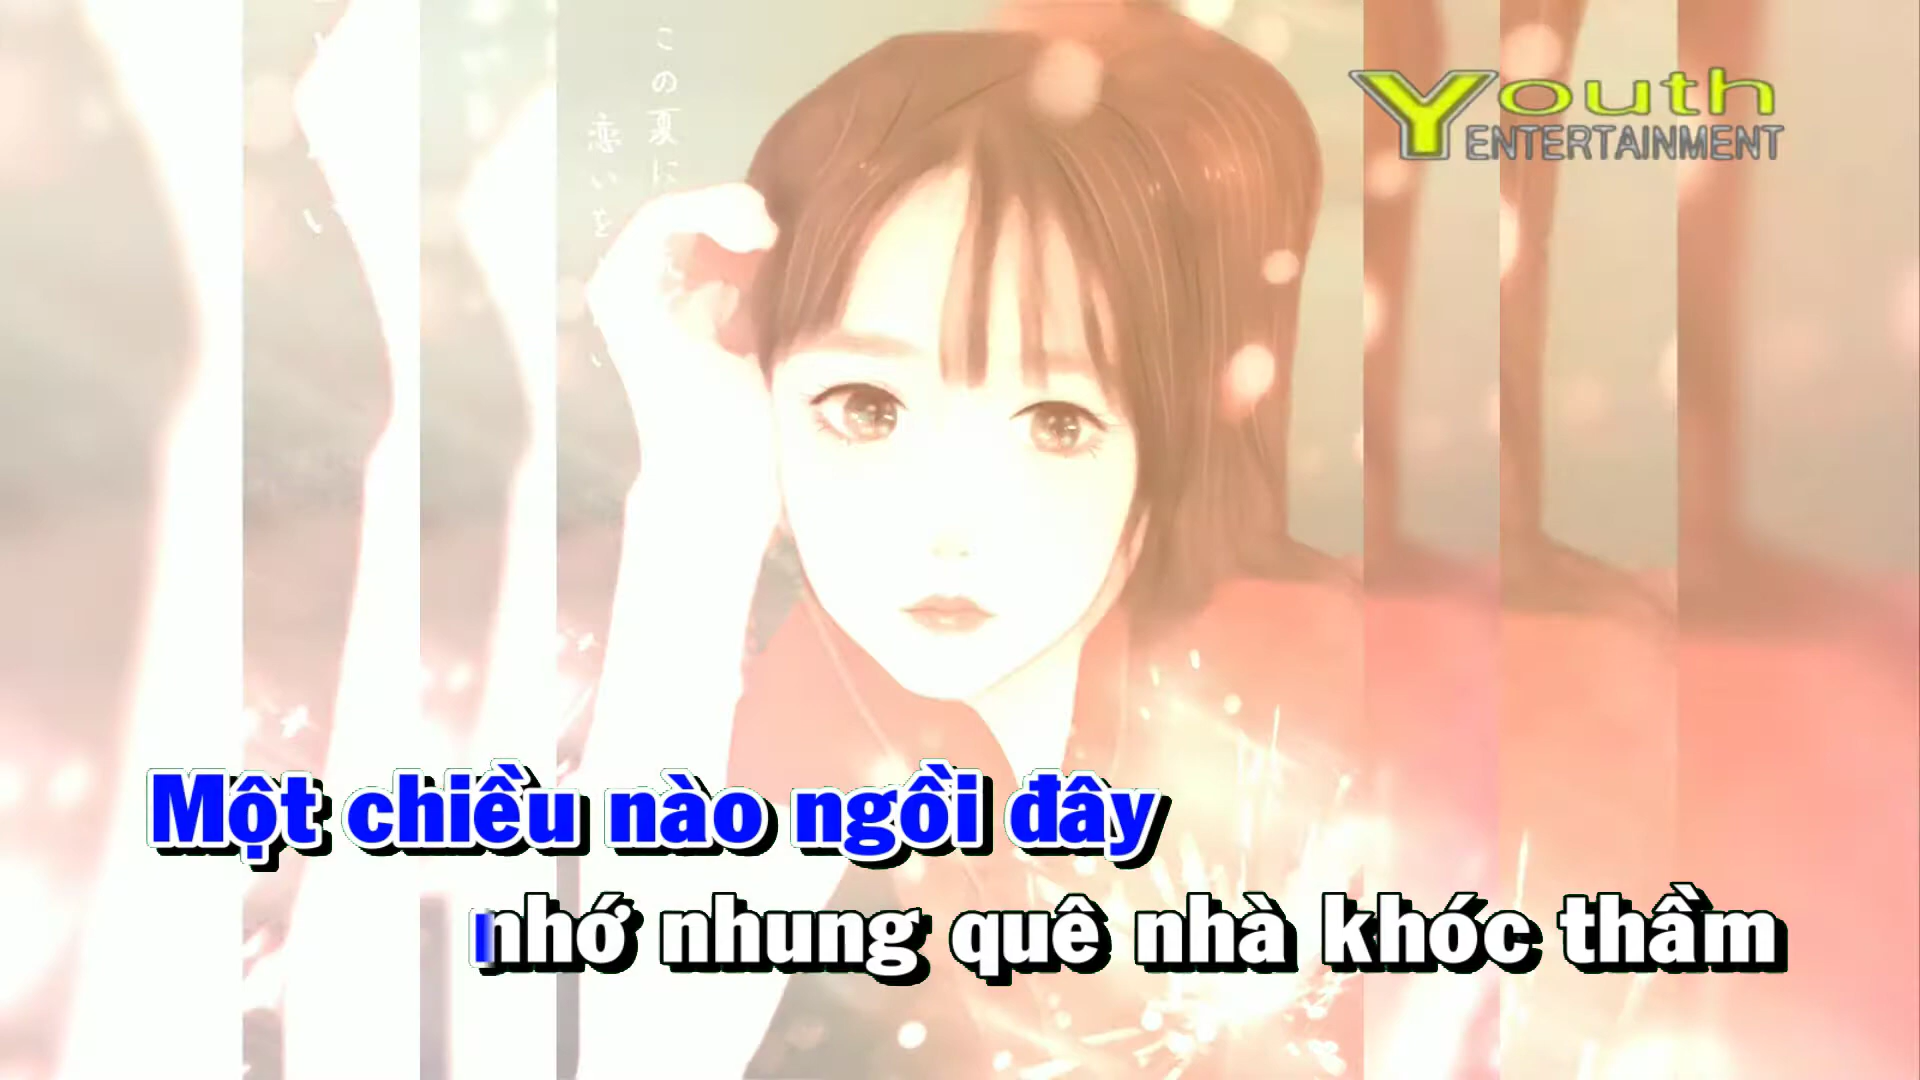 Youth
ENTERTAINMENT
この夏に
恋いを
い
Một chiều nào ngồi đây
nhớ nhung quê nhà khóc thầm